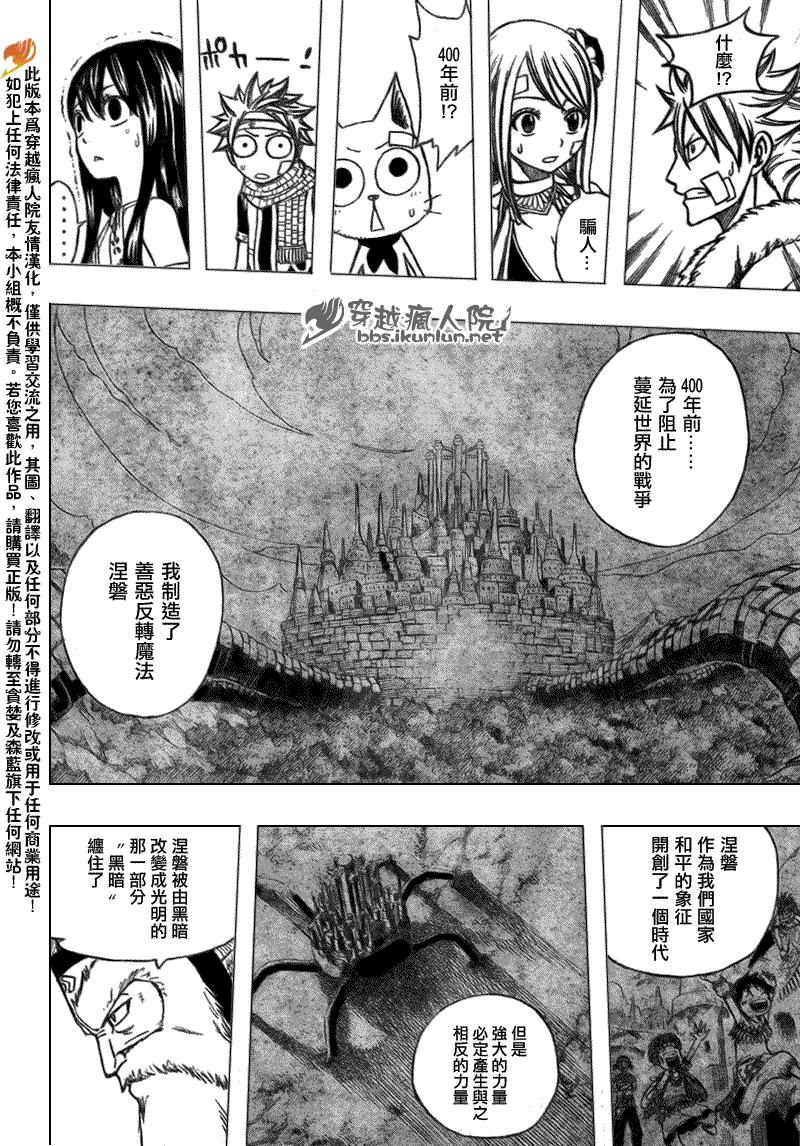 什麼!?
騙人…
400年前!?
ポカーーン!
……
穿越瘋人院
bbs.ikunlun.net
400年前……
為了阻止
蔓延世界的戰爭
我制造了
善惡反轉魔法
涅磐
涅磐
作為我們國家
和平的象征
開創了一個時代
但是
強大的力量
必定產生與之
相反的力量
涅磐被由黑暗
改變成光明的
那一部分
“黑暗”
纏住了
此版本爲穿越瘋人院友情漢化，僅供學習交流之用，其圖、翻譯以及任何部分不得進行修改或用于任何商業用途！
如犯上任何法律責任，本小組概不負責。若您喜歡此作品，請購買正版！請勿轉至貪婪及森藍旗下任何網站！